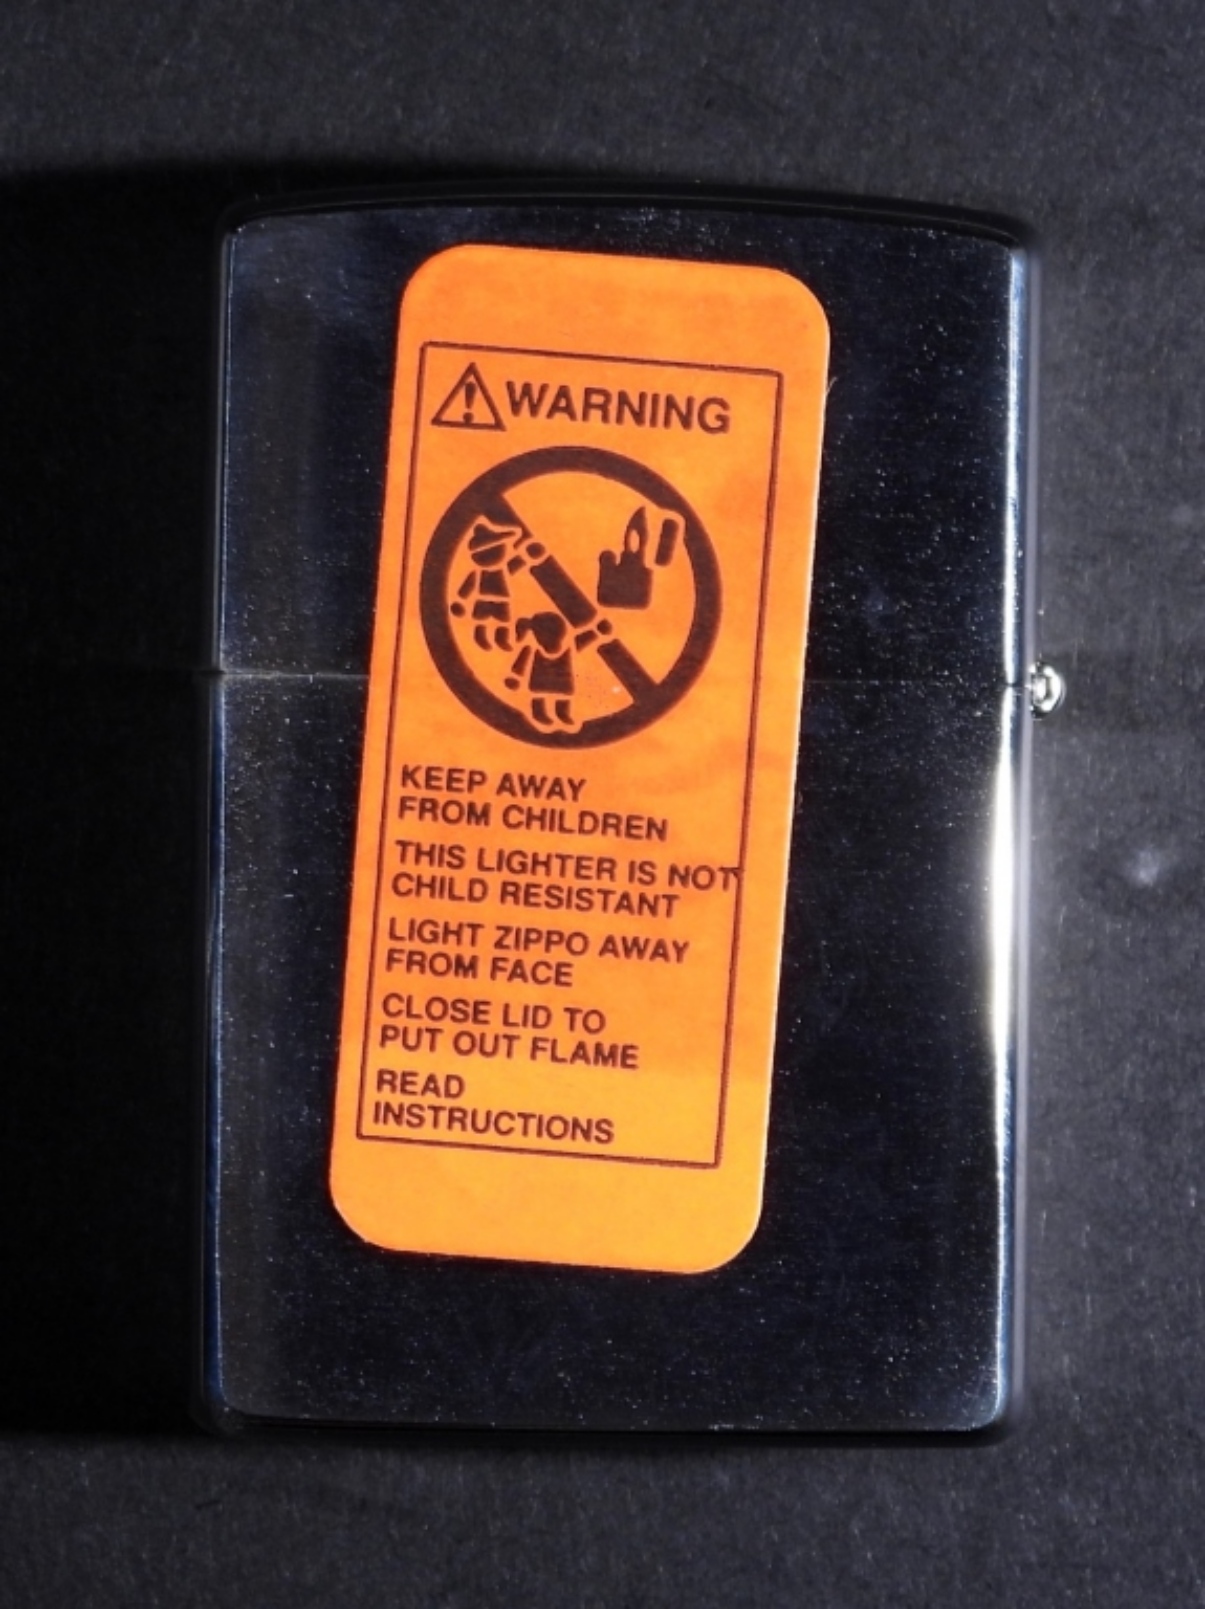 WARNING
KEEP AWAY
FROM CHILDREN
THIS LIGHTER IS NOT
CHILD RESISTANT
LIGHT ZIPPO AWAY
FROM FACE
CLOSE LID TO
PUT OUT FLAME
READ
INSTRUCTIONS